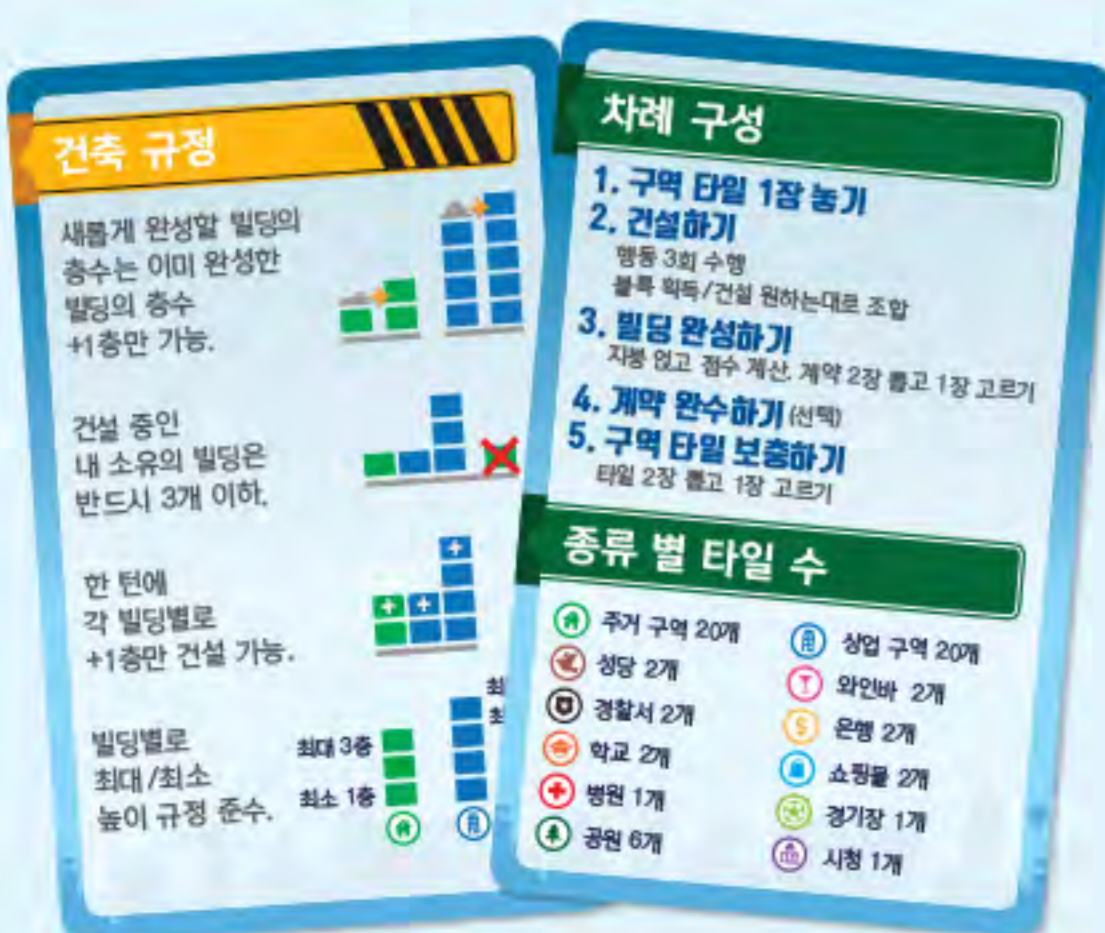 건축 규정
새롭게 완성할 빌딩의
층수는 이미 완성한
빌딩의 층수
+1층만 가능.
건설 중인
내 소유의 빌딩은
반드시 3개 이하.
한 턴에
각 빌딩별로
+1층만 건설 가능.
빌딩별로
최대/최소
높이 규정 준수.
최대 3층
최소 1층
차례 구성
1. 구역 타일 1장 놓기
2. 건설하기
행동 3회 수행
블록 획득/건설 원하는대로 조합
3. 빌딩 완성하기
지붕 얹고 점수 계산. 계약 2장 뽑고 1장 고르기
4. 계약 완수하기 (선택)
5. 구역 타일 보충하기
타일 2장 뽑고 1장 고르기
종류 별 타일 수
주거 구역 20개
성당 2개
경찰서 2개
학교 2개
병원 1개
공원 6개
상업 구역 20개
와인바 2개
은행 2개
쇼핑몰 2개
경기장 1개
시청 1개